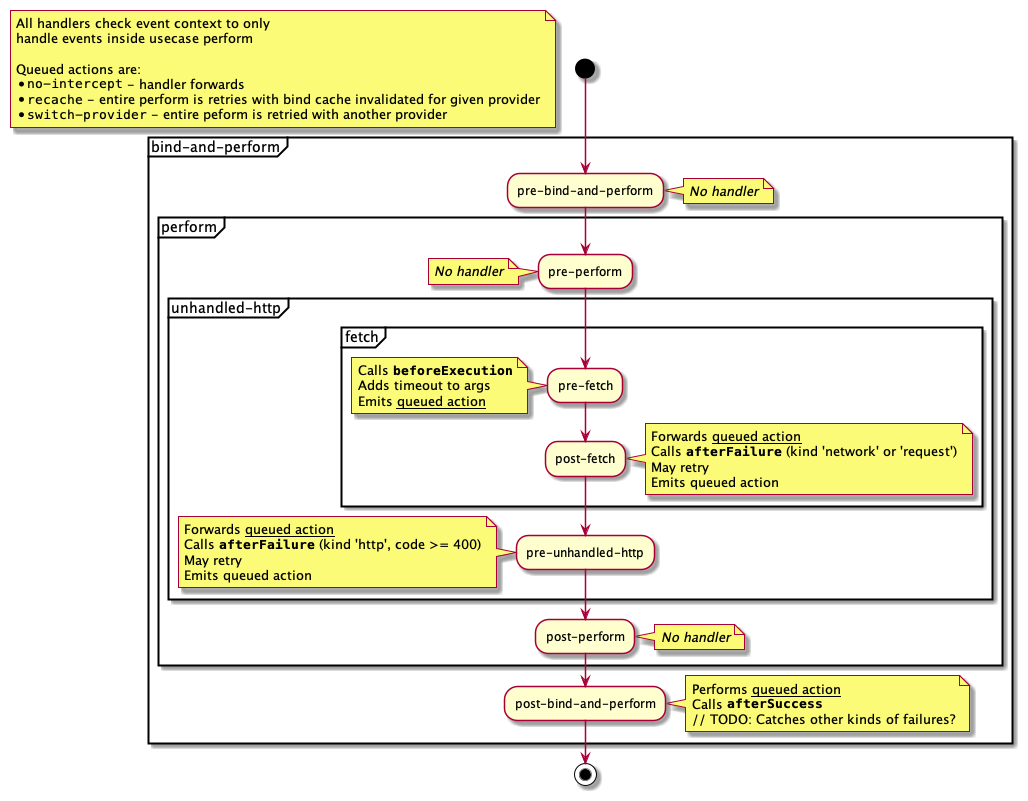 All handlers check event context to only
handle events inside usecase perform
Queued actions are:
• no-intercept - handler forwards
• recache - entire perform is retries with bind cache invalidated for given provider
• switch-provider - entire peform is retried with another provider
bind-and-perform
pre-bind-and-perform
No handler
perform
No handler
pre-perform
unhandled-http
fetch
Calls beforeExecution
Adds timeout to args
Emits queued action
pre-fetch
post-fetch
Forwards queued action
Calls afterFailure (kind 'network' or 'request')
May retry
Emits queued action
Forwards queued action
Calls afterFailure (kind 'http', code >= 400)
May retry
Emits queued action
pre-unhandled-http
post-perform
No handler
post-bind-and-perform
Performs queued action
Calls afterSuccess
// TODO: Catches other kinds of failures?